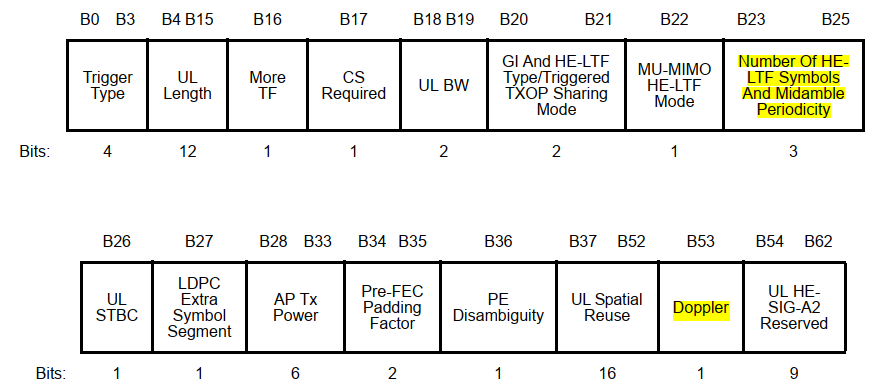 B0 B3 B4 B15 B16 B17 B18 B19 B20 B21 B22 B23 B25
Trigger Type UL Length More TF CS Required UL BW GI And HE-LTF Type/Triggered TXOP Sharing Mode MU-MIMO HE-LTF Mode Number Of HE-LTF Symbols And Midamble Periodicity
Bits: 4 12 1 1 2 2 1 3
B26 B27 B28 B33 B34 B35 B36 B37 B52 B53 B54 B62
UL STBC LDPC Extra Symbol Segment AP Tx Power Pre-FEC Padding Factor PE Disambiguity UL Spatial Reuse Doppler UL HE-SIG-A2 Reserved
Bits: 1 1 6 2 1 16 1 9